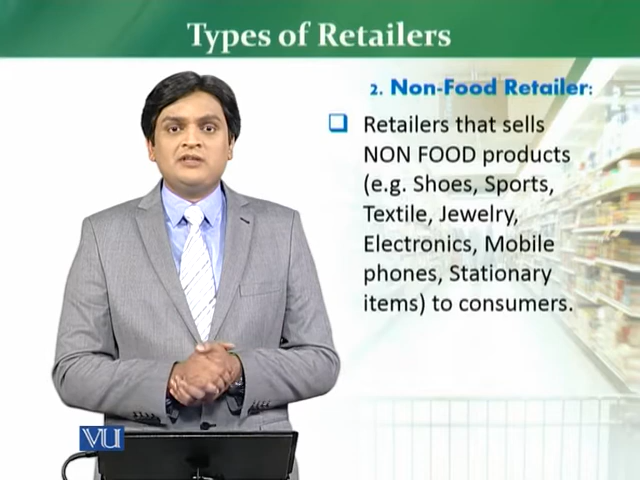 Types of Retailers
2. Non-Food Retailer:
Retailers that sells
NON FOOD products
(e.g. Shoes, Sports,
Textile, Jewelry,
Electronics, Mobile
phones, Stationary
items) to consumers.
VU